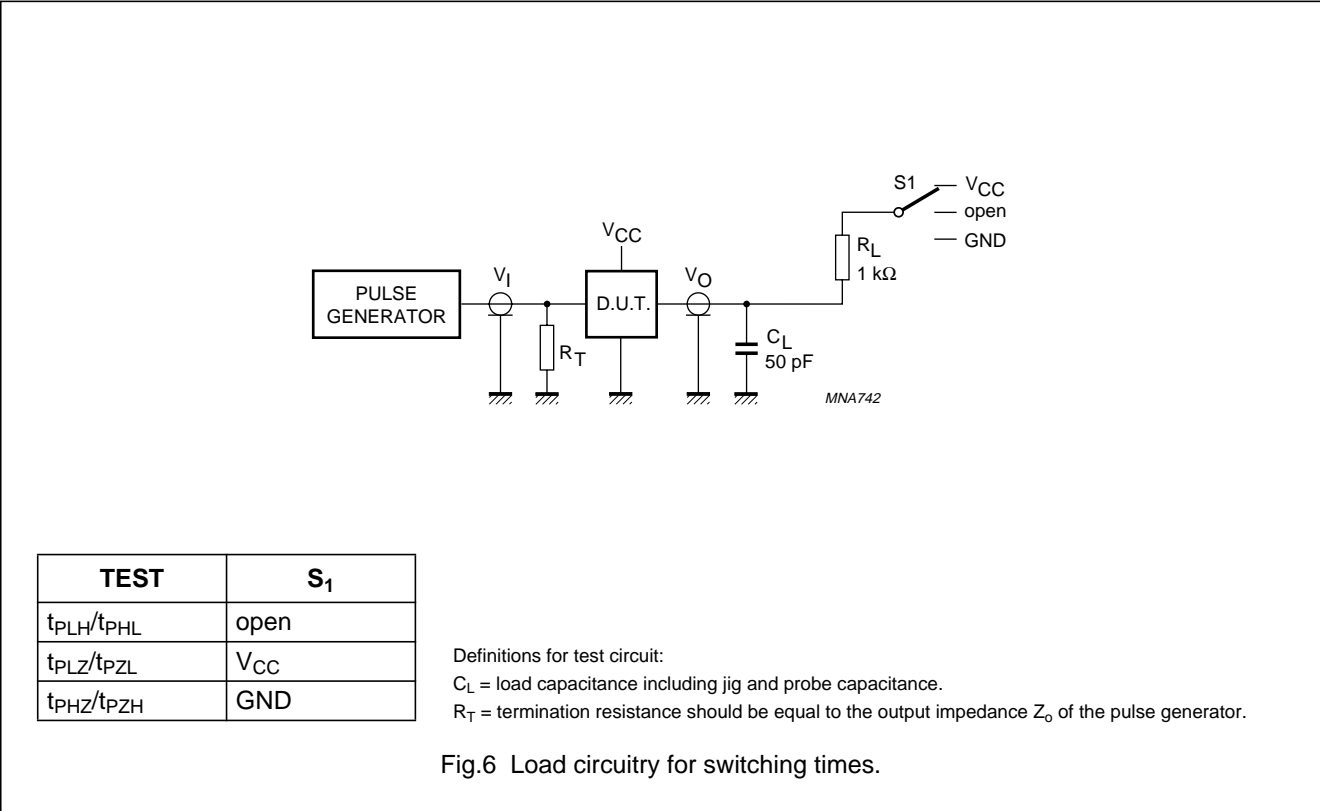 S1
VCC
open
GND
RL
1 kΩ
VCC
VI
VO
PULSE
GENERATOR
D.U.T.
RT
CL
50 pF
MNA742
TEST S1
tPLH/tPHL open
tPLZ/tPZL VCC
tPHZ/tPZH GND
Definitions for test circuit:
CL = load capacitance including jig and probe capacitance.
RT = termination resistance should be equal to the output impedance Zo of the pulse generator.
Fig.6 Load circuitry for switching times.